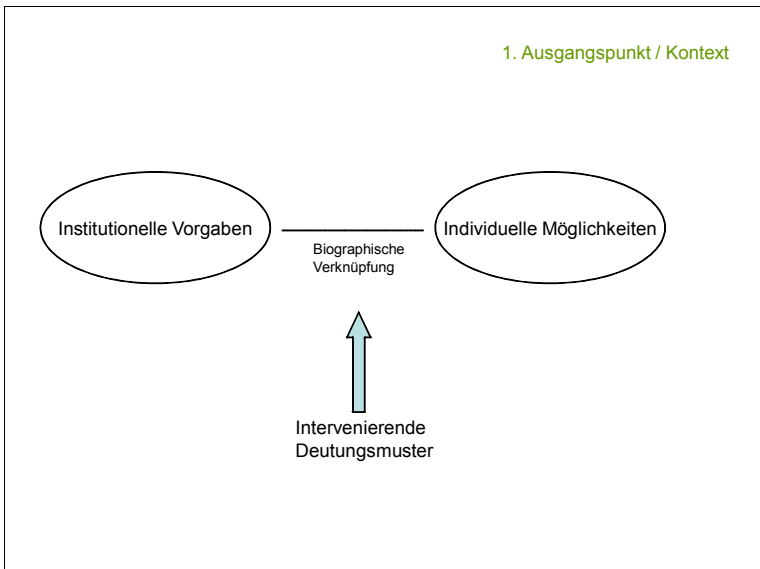 1. Ausgangspunkt / Kontext
Institutionelle Vorgaben
Individuelle Möglichkeiten
Biographische
Verknüpfung
Intervenierende
Deutungsmuster